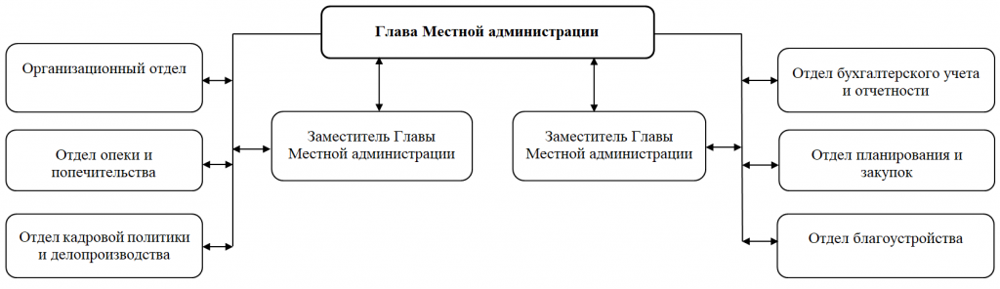 Глава Местной администрации
Организационный отдел
Отдел опеки и
попечительства
Отдел кадровой политики
и делопроизводства
Заместитель Главы
Местной администрации
Заместитель Главы
Местной администрации
Отдел бухгалтерского учета
и отчетности
Отдел планирования и
закупок
Отдел благоустройства